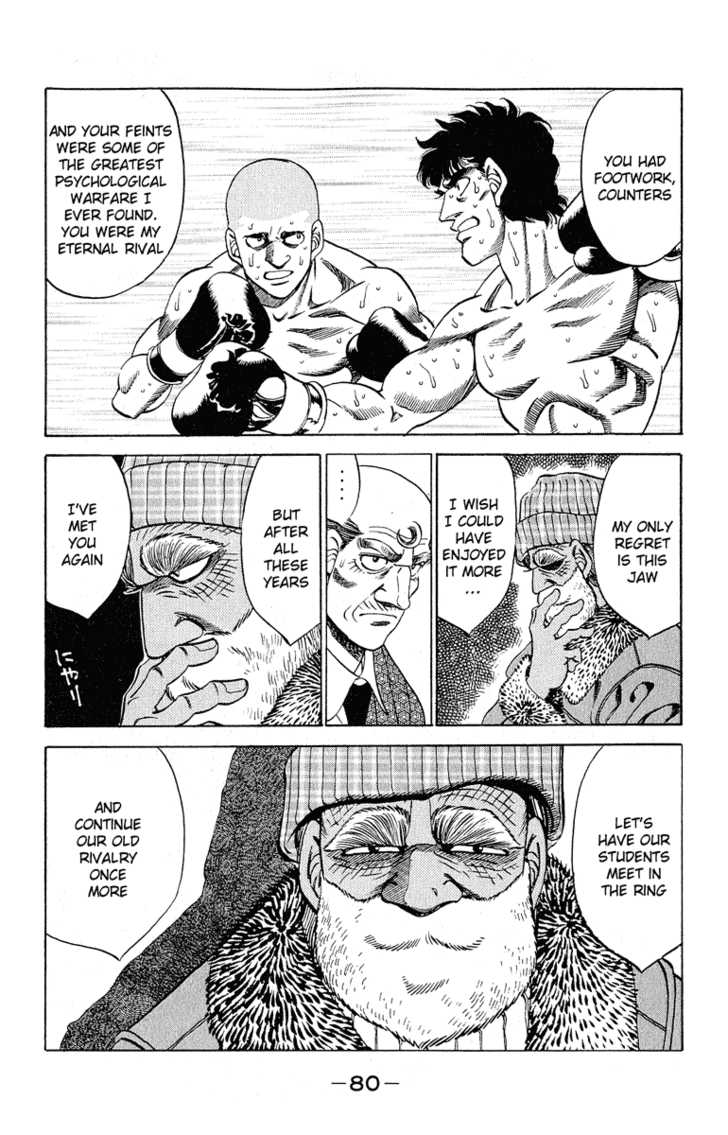 YOU HAD
FOOTWORK,
COUNTERS
AND YOUR FEINTS
WERE SOME OF
THE GREATEST
PSYCHOLOGICAL
WARFARE I
EVER FOUND.
YOU WERE MY
ETERNAL RIVAL
MY ONLY
REGRET
IS THIS
JAW
I WISH
I COULD
HAVE
ENJOYED
IT MORE
...
...
BUT
AFTER
ALL
THESE
YEARS
I'VE
MET
YOU
AGAIN
にやり
LET'S
HAVE OUR
STUDENTS
MEET IN
THE RING
AND
CONTINUE
OUR OLD
RIVALRY
ONCE
MORE
—80—